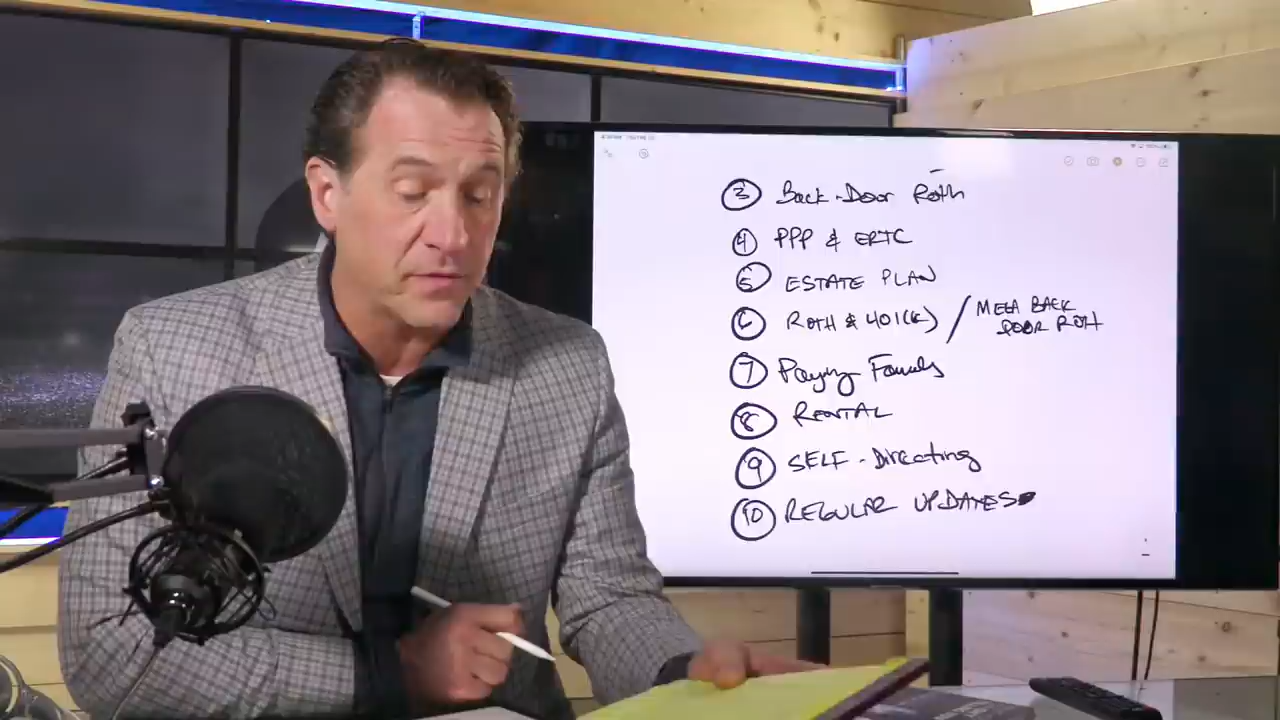 3 Back-Door Roth
4 PPP & ERTC
5 ESTATE PLAN
6 ROTH & 401(K) / MEGA BACK
DOOR ROTH
7 Paying Family
8 RENTAL
9 SELF-Directing
10 REGULAR UPDATES